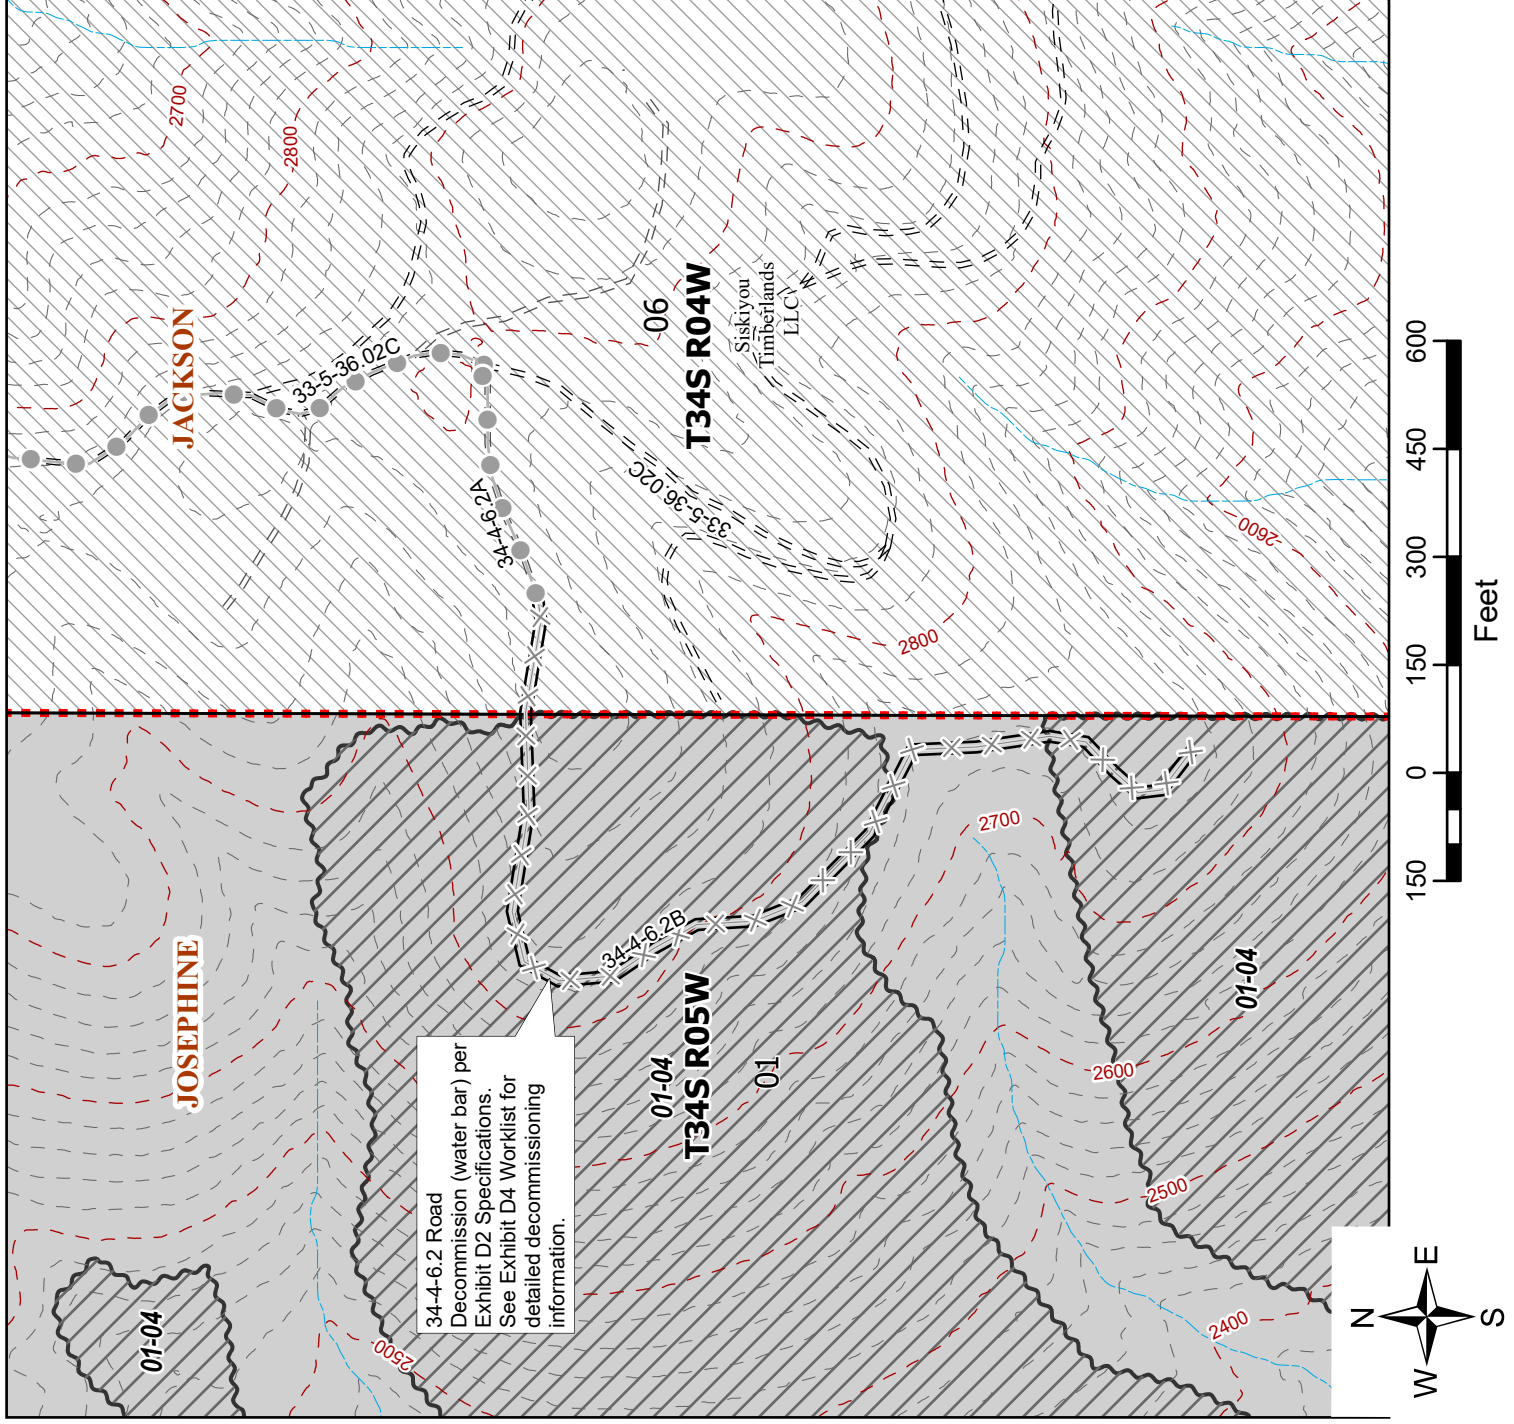 JOSEPHINE
JACKSON
2700
2800
33-5-36.02C
34-4-6.2A
33-5-36.02C
34-4-6.2B
06
T34S R04W
Siskiyou
Timberlands
LLC
34-4-6.2 Road
Decommission (water bar) per
Exhibit D2 Specifications.
See Exhibit D4 Worklist for
detailed decommissioning
information.
01-04
01-04
T34S R05W
01
01-04
2500
2800
2700
2600
2500
2400
2600
N
W
E
S
150
0
150
300
450
600
Feet